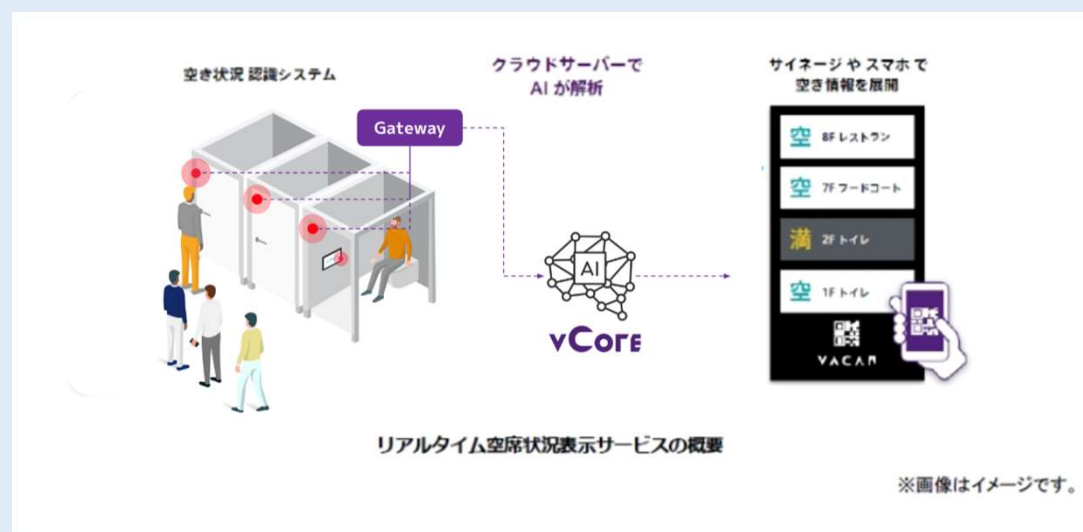 空き状況 認識システム
クラウドサーバーで
AI が解析
サイネージ や スマホ で
空き情報を展開
Gateway
空 8F レストラン
空 7F フードコート
満 2F トイレ
空 1F トイレ
AI
vCore
VACAN
リアルタイム空席状況表示サービスの概要
※画像はイメージです。